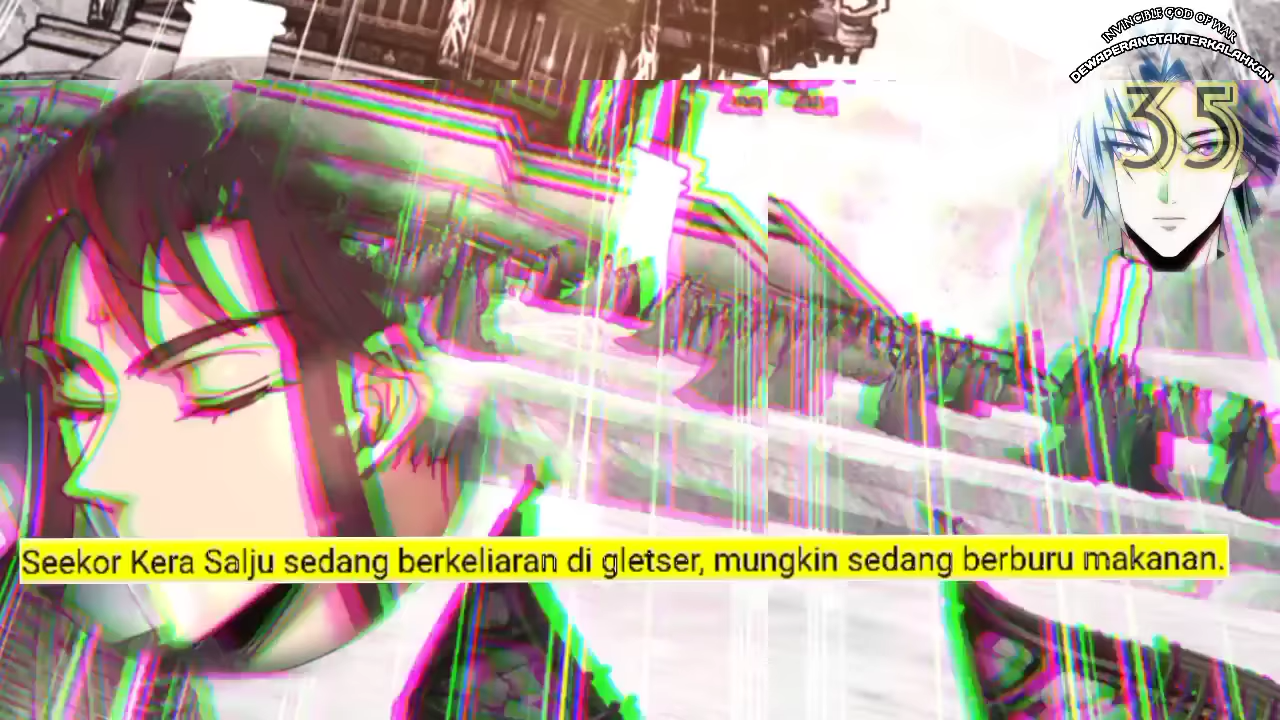 INVINCIBLE GOD OF WAR
DEWAPERANGTAKTERKALAHKAN
35
Seekor Kera Salju sedang berkeliaran di gletser, mungkin sedang berburu makanan.